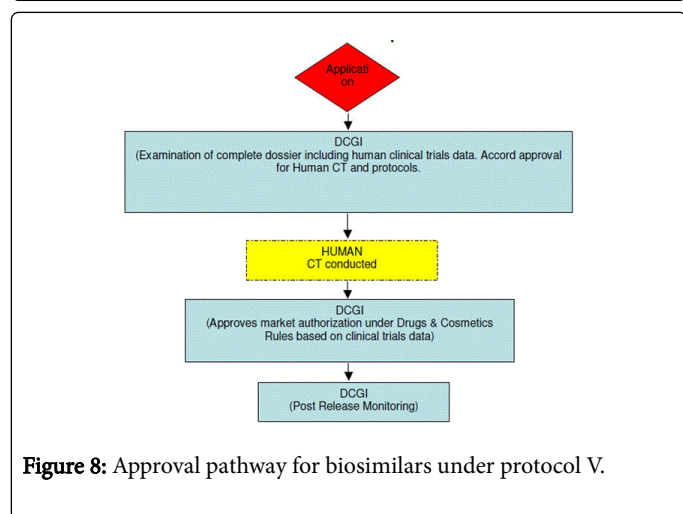 Applicati
on
DCGI
(Examination of complete dossier including human clinical trials data. Accord approval
for Human CT and protocols.
HUMAN
CT conducted
DCGI
(Approves market authorization under Drugs & Cosmetics
Rules based on clinical trials data)
DCGI
(Post Release Monitoring)
Figure 8: Approval pathway for biosimilars under protocol V.